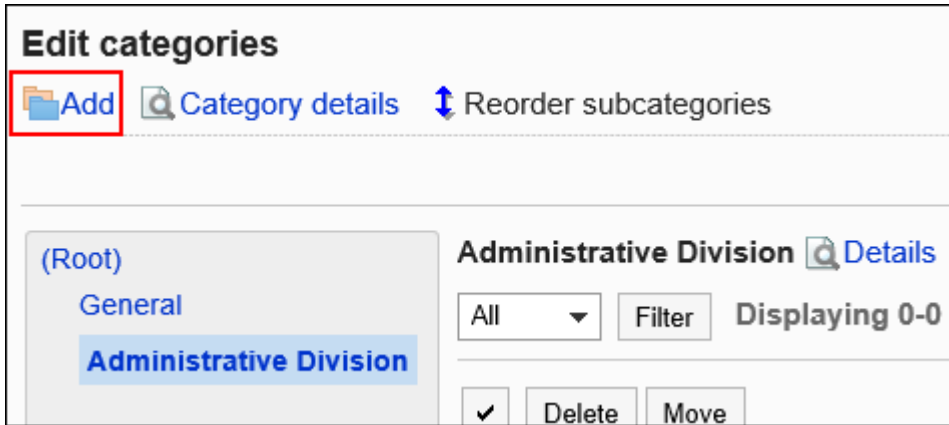 Edit categories
Add Category details Reorder subcategories
(Root)
General
Administrative Division
Administrative Division Details
All Filter Displaying 0-0
Delete Move